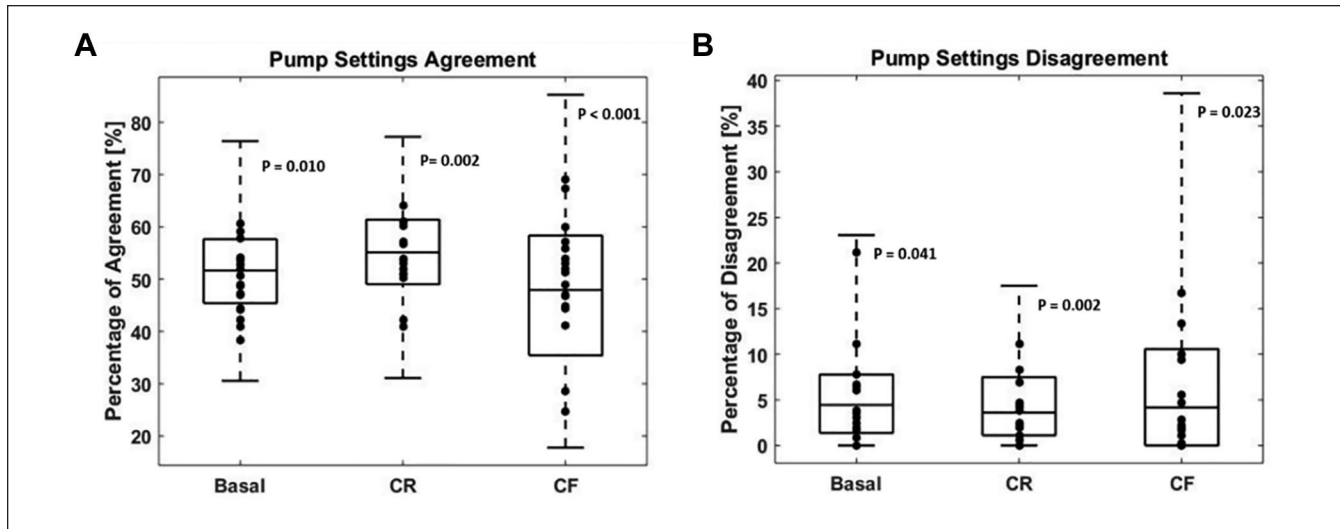 A
Pump Settings Agreement
Percentage of Agreement [%]
80
70
60
50
40
30
20
P = 0.010
P= 0.002
P < 0.001
Basal CR CF
B
Pump Settings Disagreement
Percentage of Disagreement [%]
40
35
30
25
20
15
10
5
0
P = 0.041
P = 0.002
P = 0.023
Basal CR CF